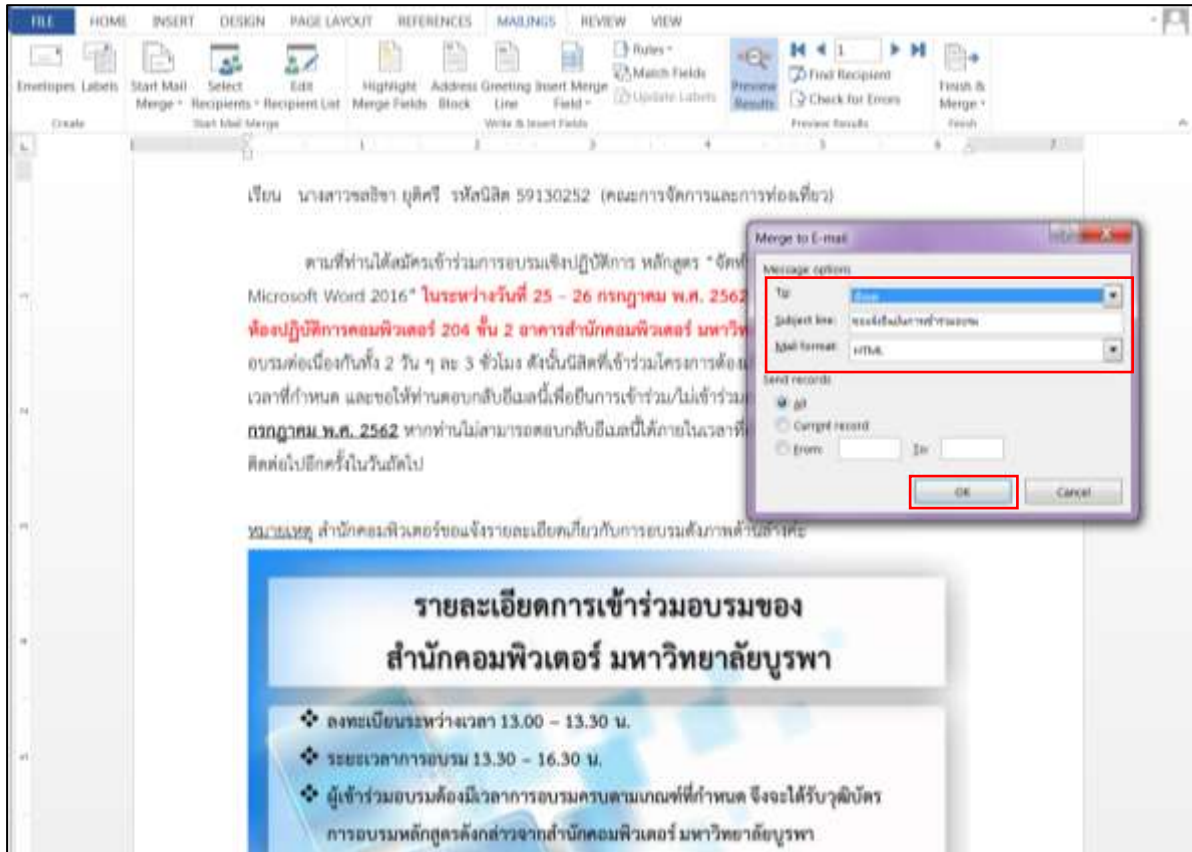 FILE HOME INSERT DESIGN PAGE LAYOUT REFERENCES MAILINGS REVIEW VIEW
Envelopes Labels Start Mail Merge Select Recipients Edit Recipient List Highlight Merge Fields Address Block Greeting Line Insert Merge Field Rules Match Fields Update Labels Preview Results 1 Find Recipient Check for Errors Finish & Merge
Create Start Mail Merge Write & Insert Fields Preview Results Finish
1 1 2 3 4 5 6 7
เรียน รหัสนิสิต 59130252 (คณะการจัดการและการท่องเที่ยว)
Merge to E-mail
ตามที่ท่านได้สมัครเข้าร่วมการอบรมเชิงปฏิบัติการ หลักสูตร "จัดทำ
Message options
To:
Microsoft Word 2016" ในระหว่างวันที่ 25 – 26 กรกฎาคม พ.ศ. 2562
Subject line:
ห้องปฏิบัติการคอมพิวเตอร์ 204 ชั้น 2 อาคารสำนักคอมพิวเตอร์ มหาวิท
Mail format: HTML
อบรมต่อเนื่องกันทั้ง 2 วัน ๆ ละ 3 ชั่วโมง ดังนั้นนิสิตที่เข้าร่วมโครงการต้อง
Send records
เวลาที่กำหนด และขอให้ท่านตอบกลับอีเมลนี้เพื่อยืนการเข้าร่วม/ไม่เข้าร่วม
All
Current record
กรกฎาคม พ.ศ. 2562 หากท่านไม่สามารถตอบกลับอีเมลนี้ได้ภายในเวลาที่
From: To:
ติดต่อไปอีกครั้งในวันถัดไป
OK Cancel
หมายเหตุ สำนักคอมพิวเตอร์ขอแจ้งรายละเอียดเกี่ยวกับการอบรมดังภาพด้านล่างค่ะ
รายละเอียดการเข้าร่วมอบรมของ
สำนักคอมพิวเตอร์ มหาวิทยาลัยบูรพา
❖ ลงทะเบียนระหว่างเวลา 13.00 – 13.30 น.
❖ ระยะเวลาการอบรม 13.30 – 16.30 น.
❖ ผู้เข้าร่วมอบรมต้องมีเวลาการอบรมครบตามเกณฑ์ที่กำหนด จึงจะได้รับวุฒิบัตร
การอบรมหลักสูตรดังกล่าวจากสำนักคอมพิวเตอร์ มหาวิทยาลัยบูรพา